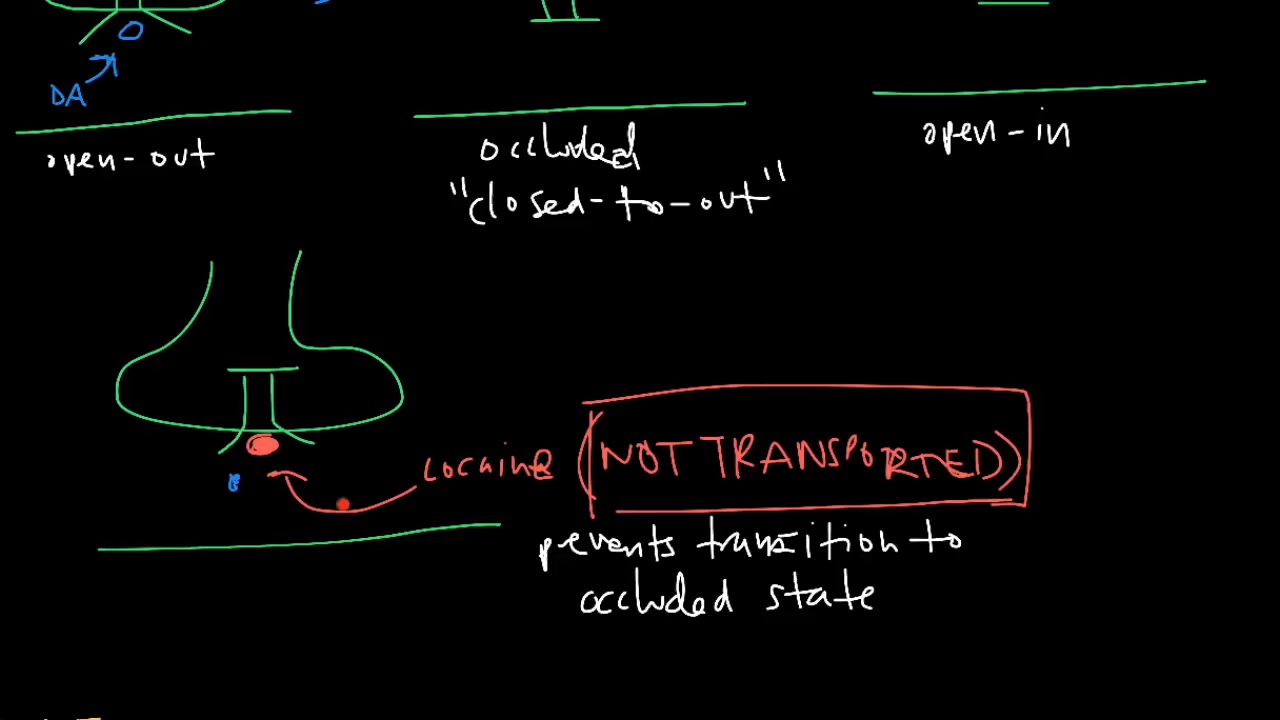 DA
open-out
occluded
"closed-to-out"
open-in
cocaine (NOT TRANSPORTED)
prevents transition to
occluded state